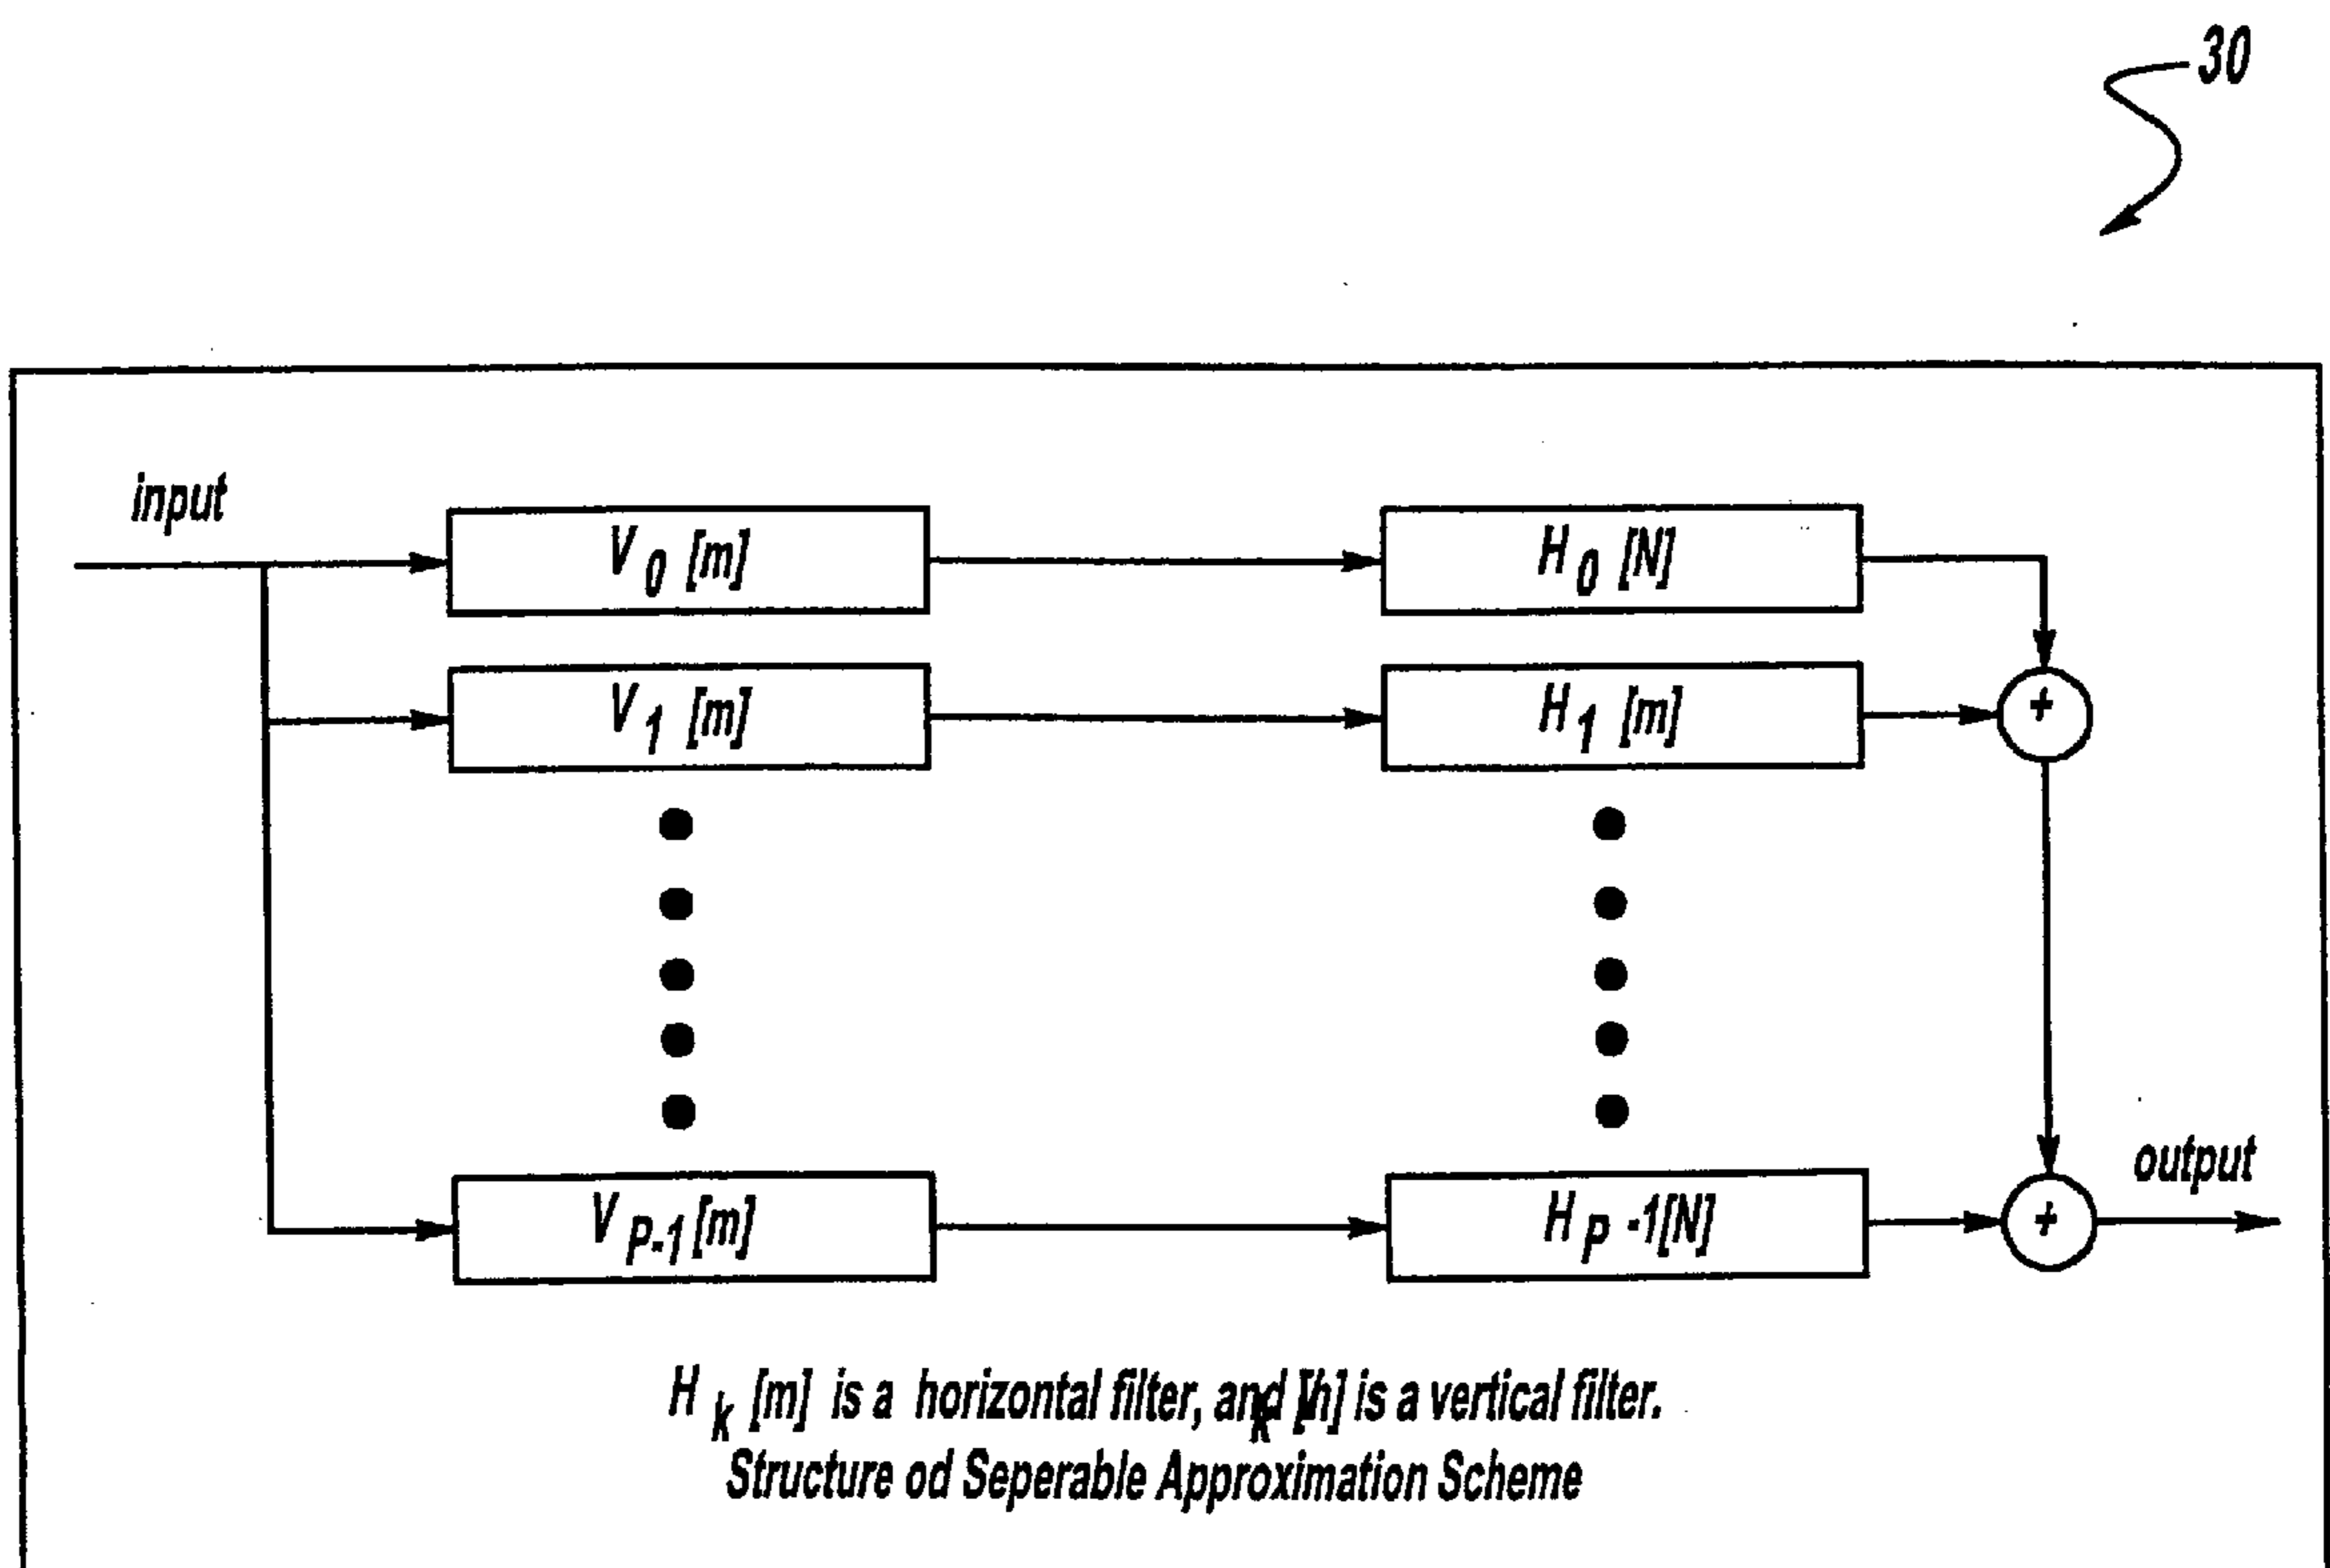 30
input
V0 [m]
H0 [N]
V1 [m]
H1 [m]
+
VP-1 [m]
HP -1[N]
+
output
Hk [m] is a horizontal filter, and k [h] is a vertical filter.
Structure od Seperable Approximation Scheme